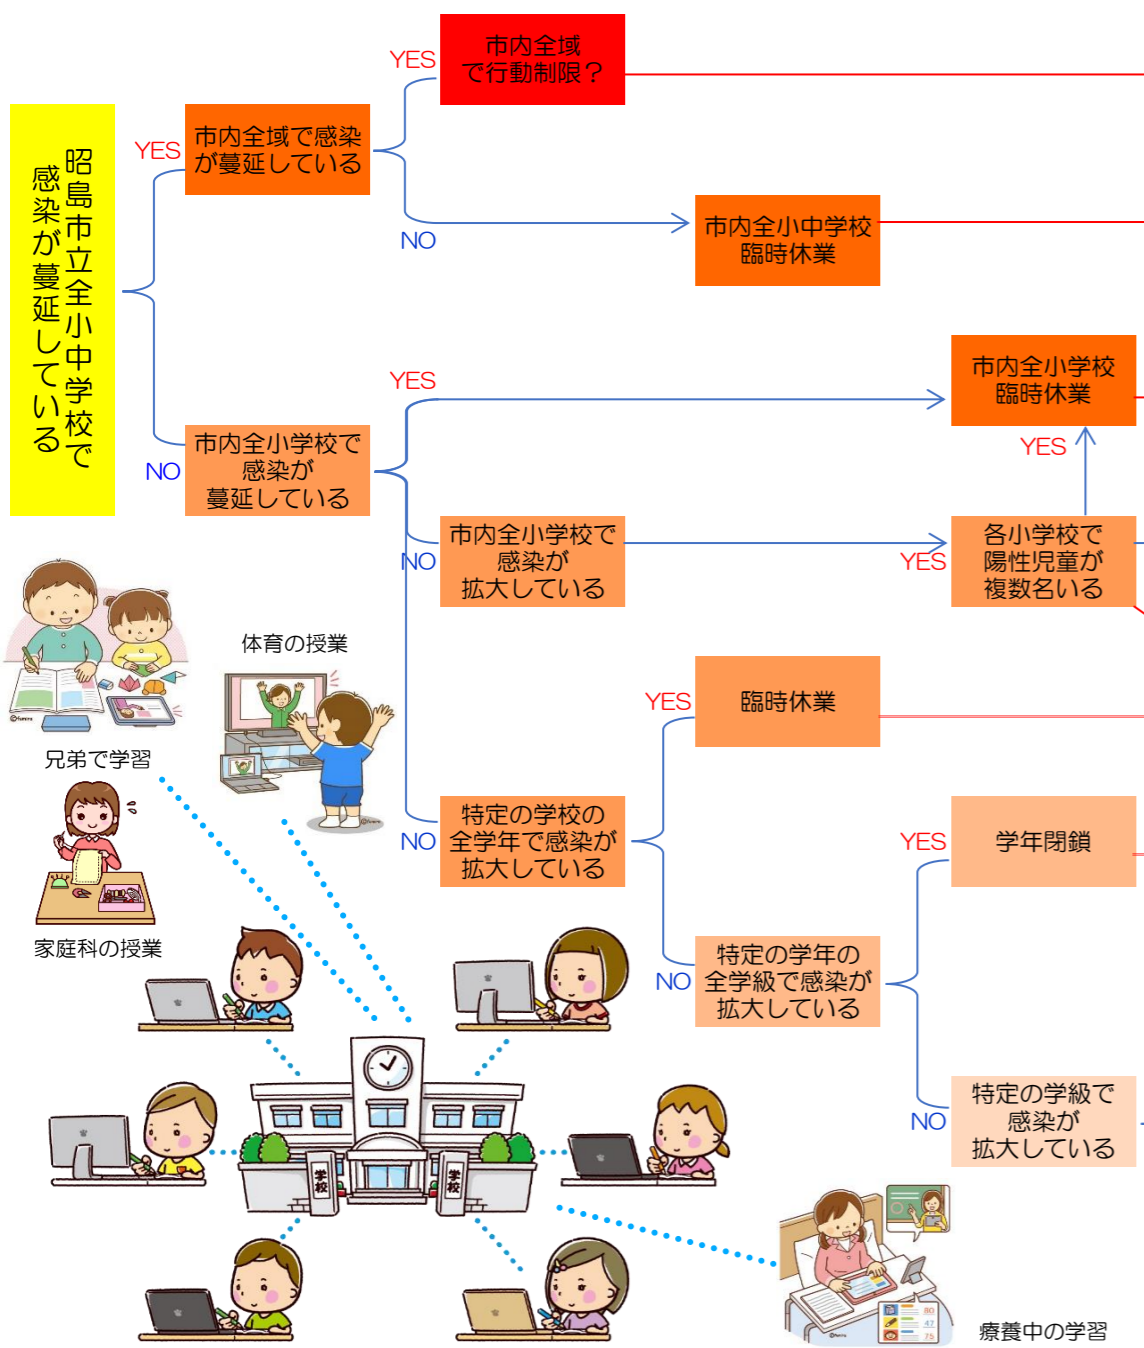 昭島市立全小中学校で
感染が蔓延している
YES
市内全域で感染
が蔓延している
YES
市内全域
で行動制限？
NO
市内全小中学校
臨時休業
NO
市内全小学校で
感染が
蔓延している
YES
市内全小学校
臨時休業
YES
NO
市内全小学校で
感染が
拡大している
YES
各小学校で
陽性児童が
複数名いる
NO
特定の学校の
全学年で感染が
拡大している
YES
臨時休業
NO
特定の学年の
全学級で感染が
拡大している
YES
学年閉鎖
NO
特定の学級で
感染が
拡大している
兄弟で学習
体育の授業
家庭科の授業
学校
学校
80
47
75
療養中の学習